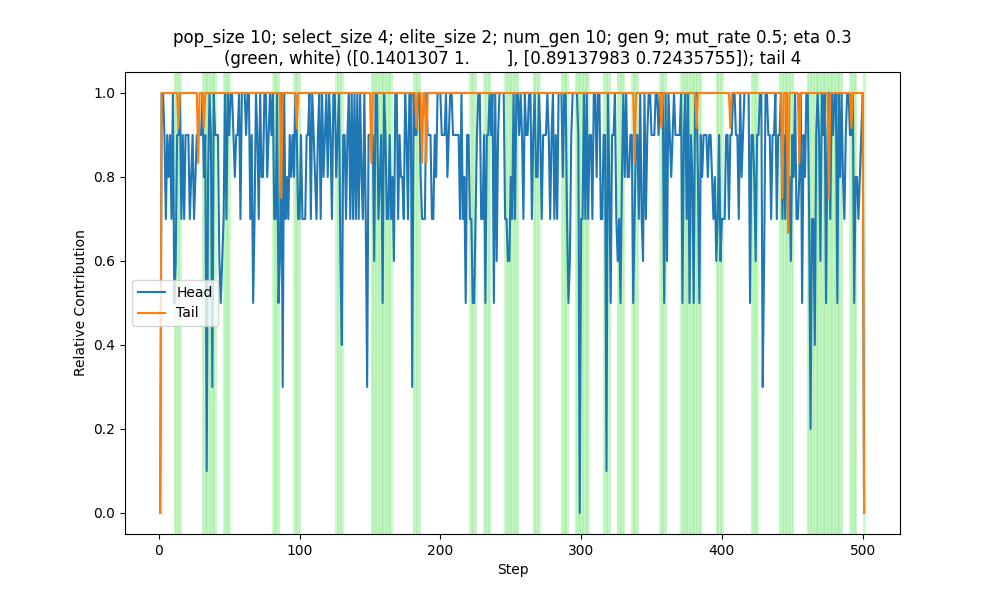 pop_size 10; select_size 4; elite_size 2; num_gen 10; gen 9; mut_rate 0.5; eta 0.3
(green, white) ([0.1401307 1.        ], [0.89137983 0.72435755]); tail 4
1.0
0.8
0.6
0.4
0.2
0.0
Relative Contribution
Head
Tail
0
100
200
300
400
500
Step